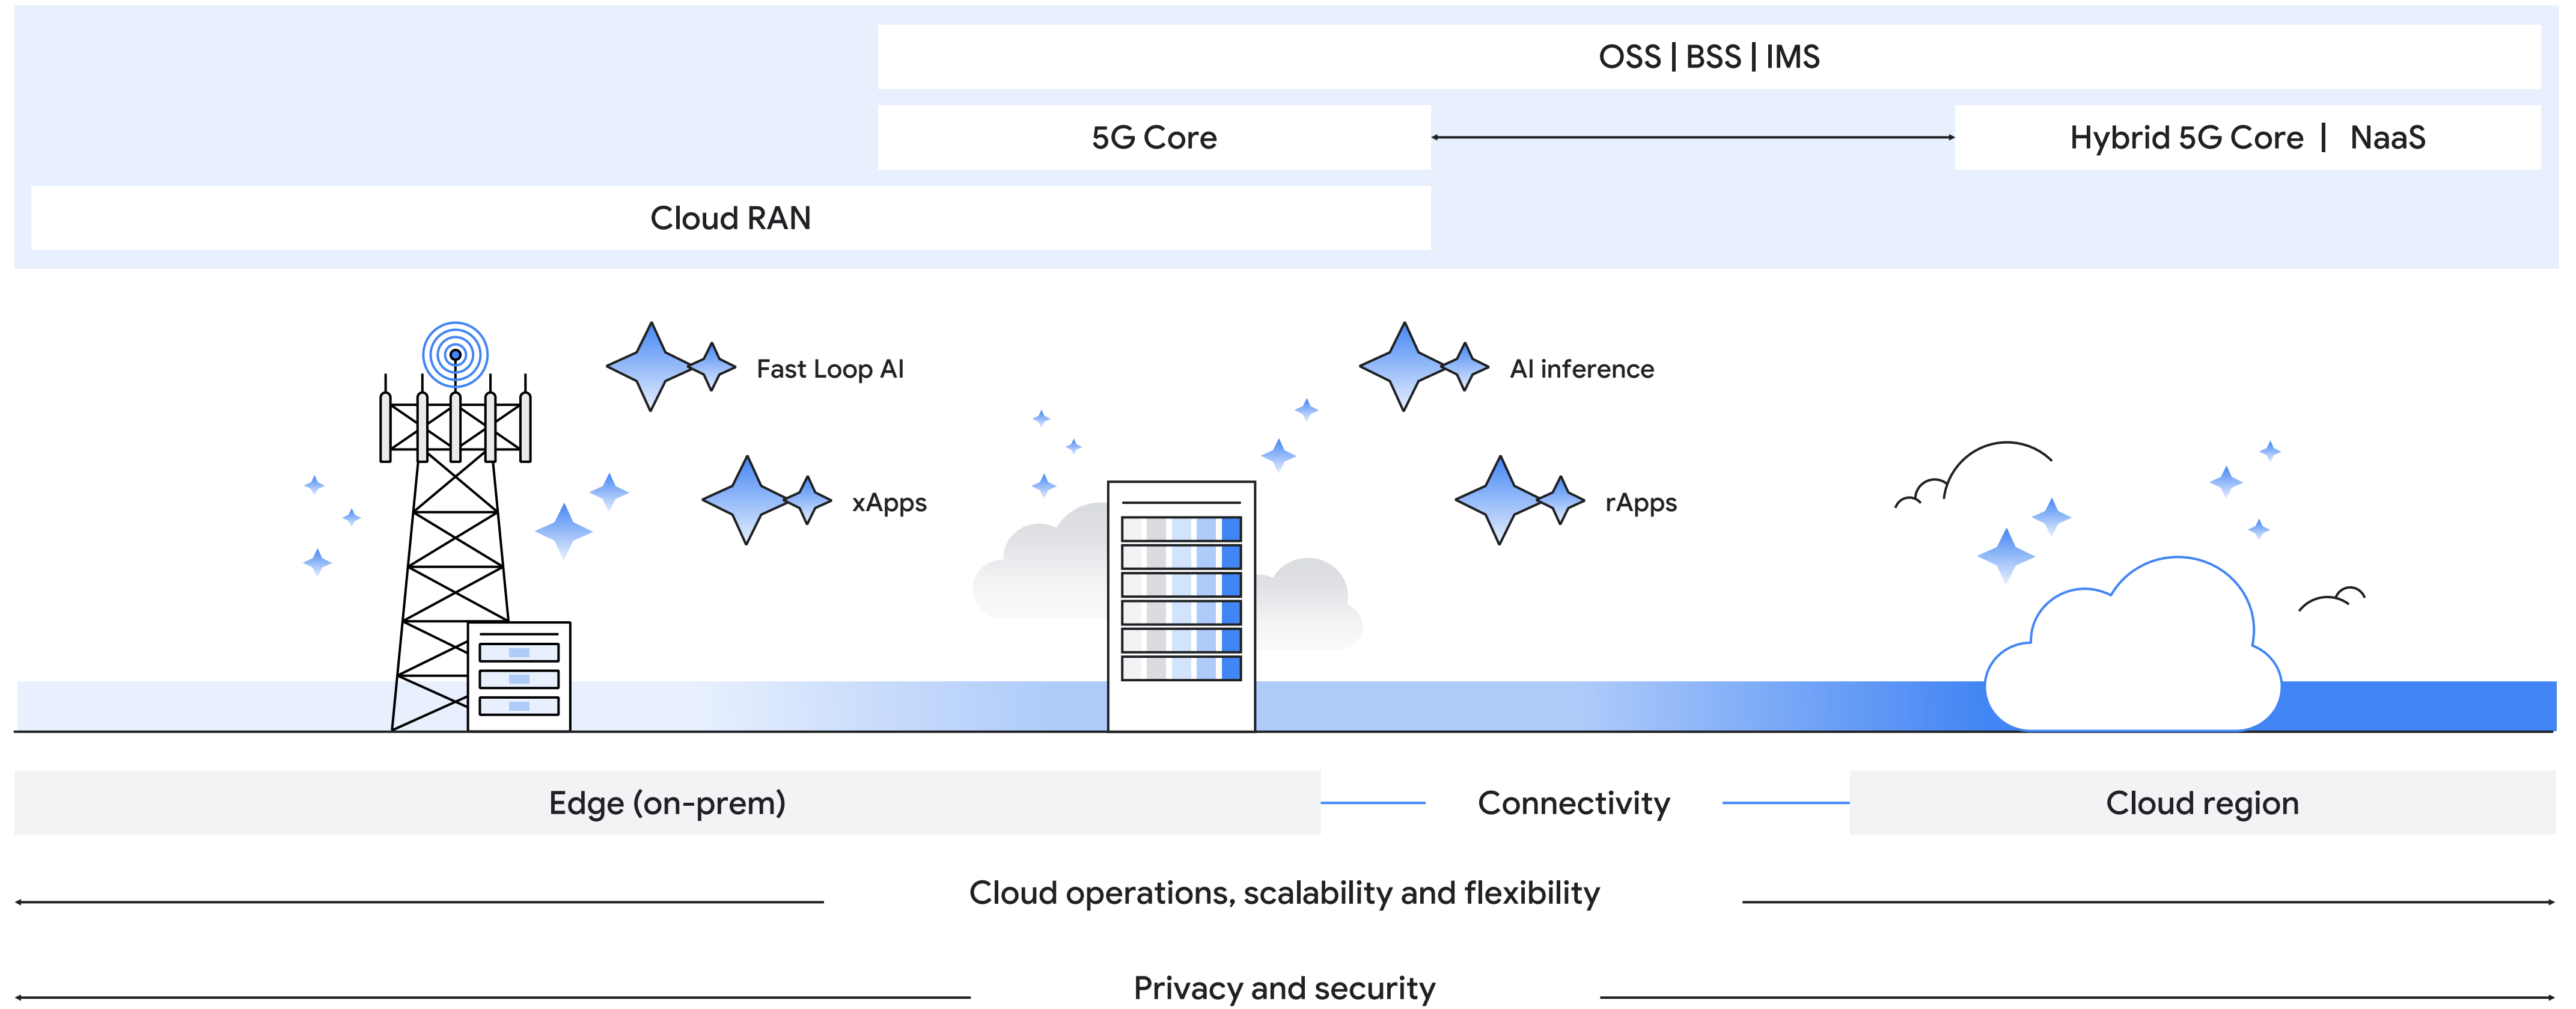 OSS | BSS | IMS
5G Core
Hybrid 5G Core | NaaS
Cloud RAN
Fast Loop AI
AI inference
xApps
rApps
Edge (on-prem)
Connectivity
Cloud region
Cloud operations, scalability and flexibility
Privacy and security